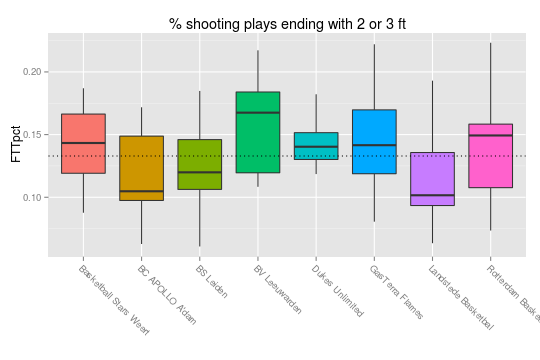 % shooting plays ending with 2 or 3 ft
FTTpct
0.20
0.15
0.10
Basketball Stars Weert
BC APOLLO A'dam
BS Leiden
BV Leeuwarden
Dukes Unlimited
GasTerra Flames
Landstede Basketbal
Rotterdam Baske